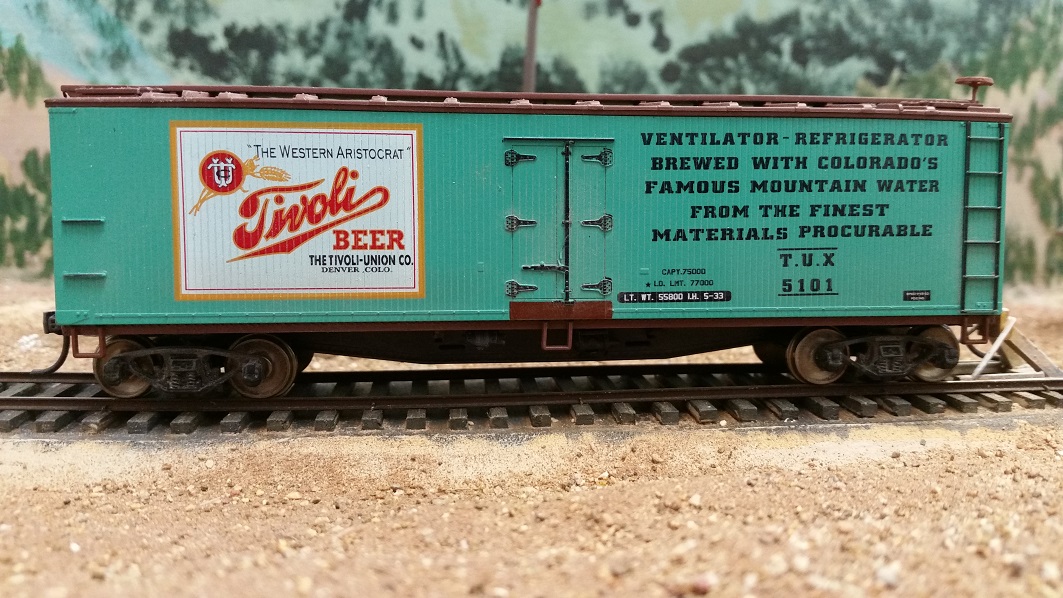 "THE WESTERN ARISTOCRAT"
TU
Tivoli
BEER
THE TIVOLI-UNION CO.
DENVER, COLO.
VENTILATOR-REFRIGERATOR
BREWED WITH COLORADO'S
FAMOUS MOUNTAIN WATER
FROM THE FINEST
MATERIALS PROCURABLE
T.U.X
5101
CAPY. 75000
★ LD. LMT. 77000
LT. WT. 55800 I.H. 5-33